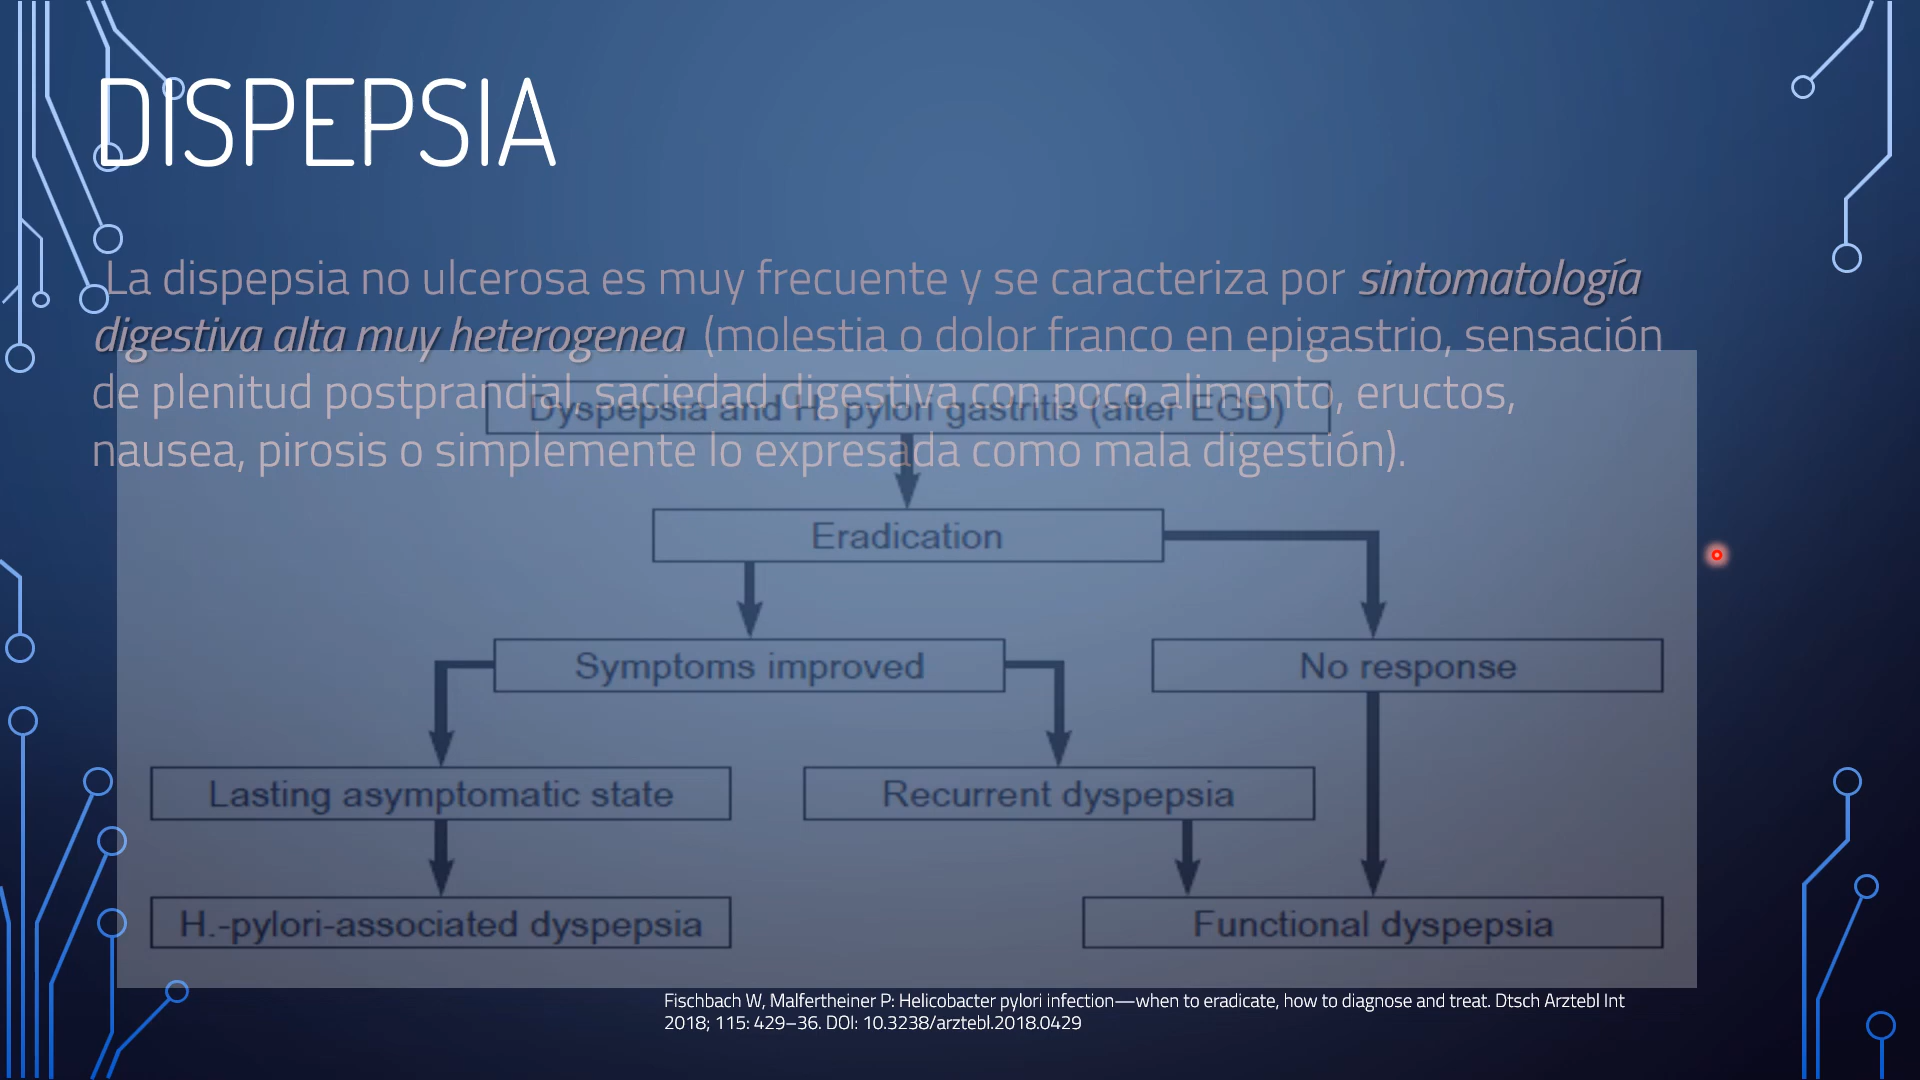 DISPEPSIA
La dispepsia no ulcerosa es muy frecuente y se caracteriza por sintomatología
digestiva alta muy heterogenea (molestia o dolor franco en epigastrio, sensación
de plenitud postprandial, saciedad digestiva con poco alimento, eructos,
nausea, pirosis o simplemente lo expresada como mala digestión).
Dyspepsia and H. pylori gastritis (after EGD)
Eradication
Symptoms improved
No response
Lasting asymptomatic state
Recurrent dyspepsia
H.-pylori-associated dyspepsia
Functional dyspepsia
Fischbach W, Malfertheiner P: Helicobacter pylori infection—when to eradicate, how to diagnose and treat. Dtsch Arztebl Int
2018; 115: 429–36. DOI: 10.3238/arztebl.2018.0429